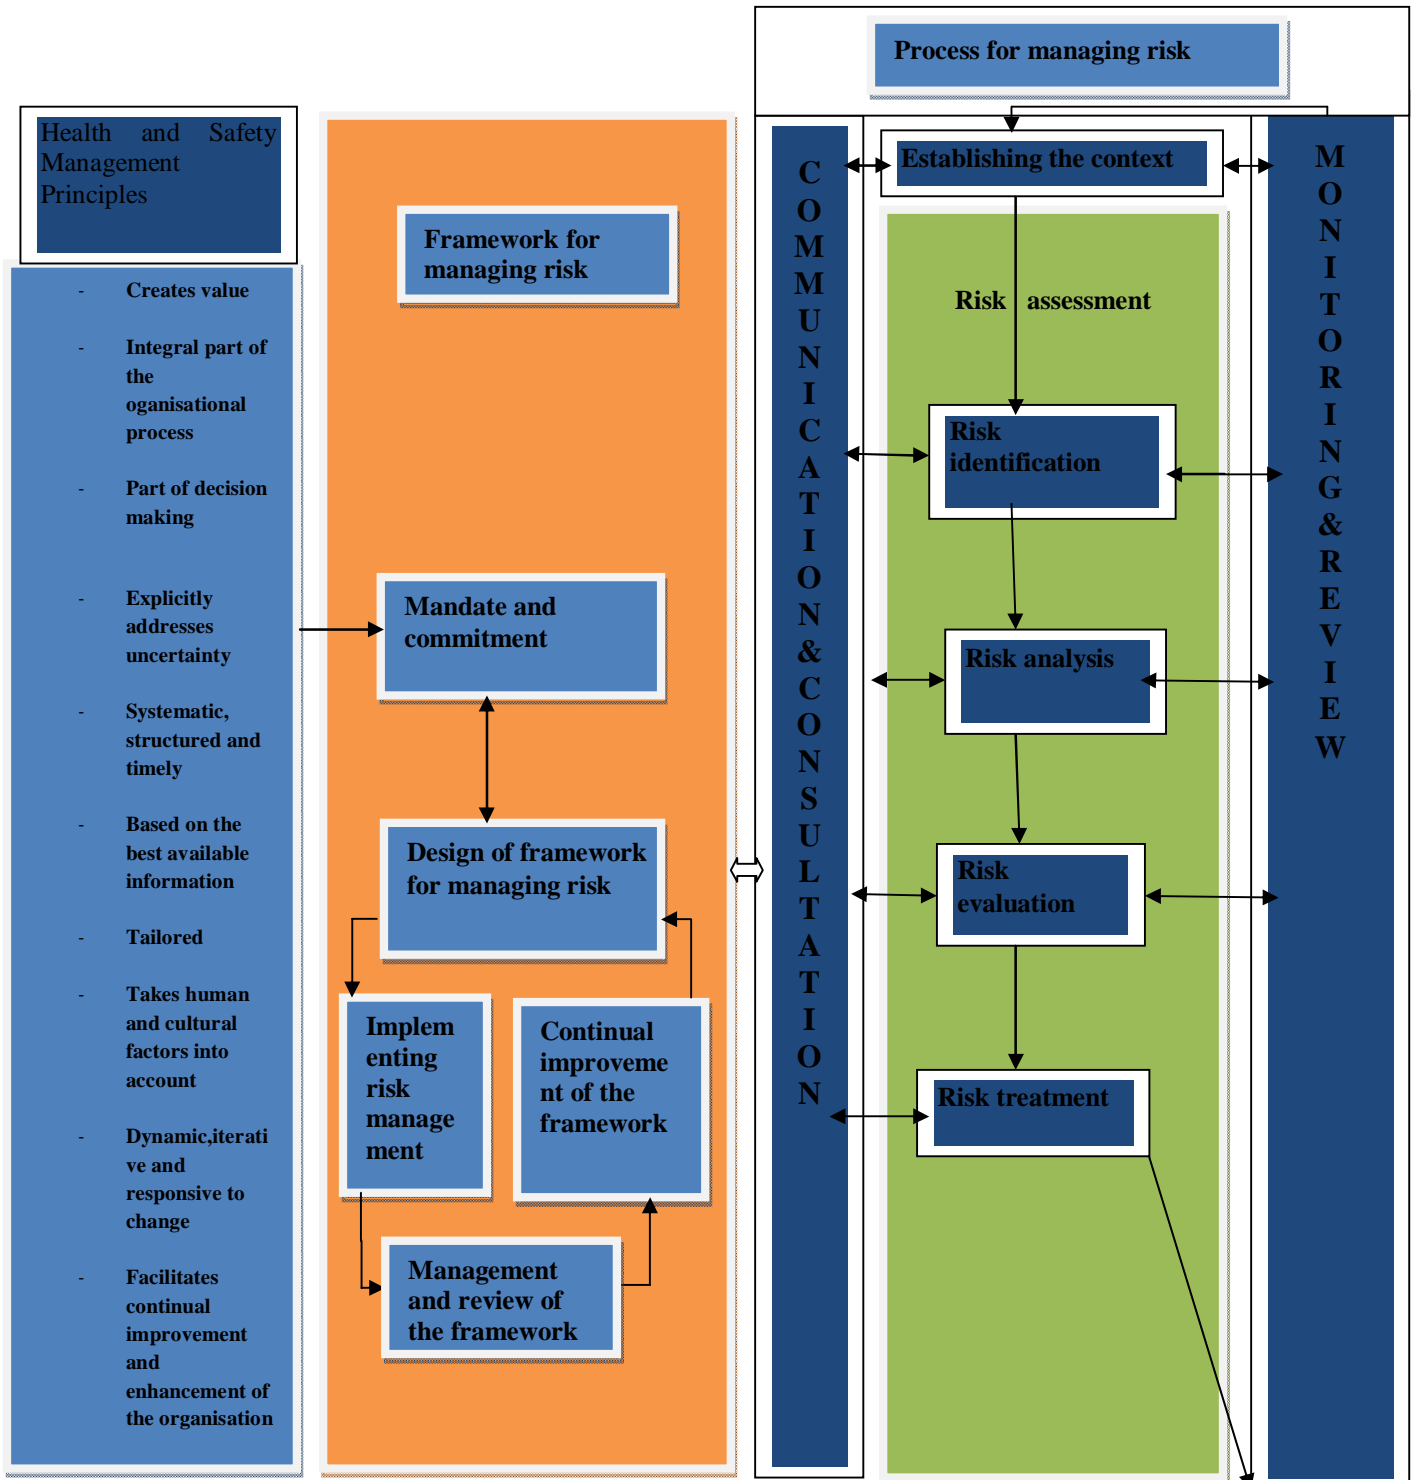 Process for managing risk
Health and Safety
Management
Principles
- Creates value
- Integral part of
the
oganisational
process
- Part of decision
making
- Explicitly
addresses
uncertainty
- Systematic,
structured and
timely
- Based on the
best available
information
- Tailored
- Takes human
and cultural
factors into
account
- Dynamic,iterati
ve and
responsive to
change
- Facilitates
continual
improvement
and
enhancement of
the organisation
Framework for
managing risk
Mandate and
commitment
Design of framework
for managing risk
Implem
enting
risk
manage
ment
Continual
improveme
nt of the
framework
Management
and review of
the framework
C
O
M
M
U
N
I
C
A
T
I
O
N
&
C
O
N
S
U
L
T
A
T
I
O
N
Establishing the context
Risk assessment
Risk
identification
Risk analysis
Risk
evaluation
Risk treatment
M
O
N
I
T
O
R
I
N
G
&
R
E
V
I
E
W